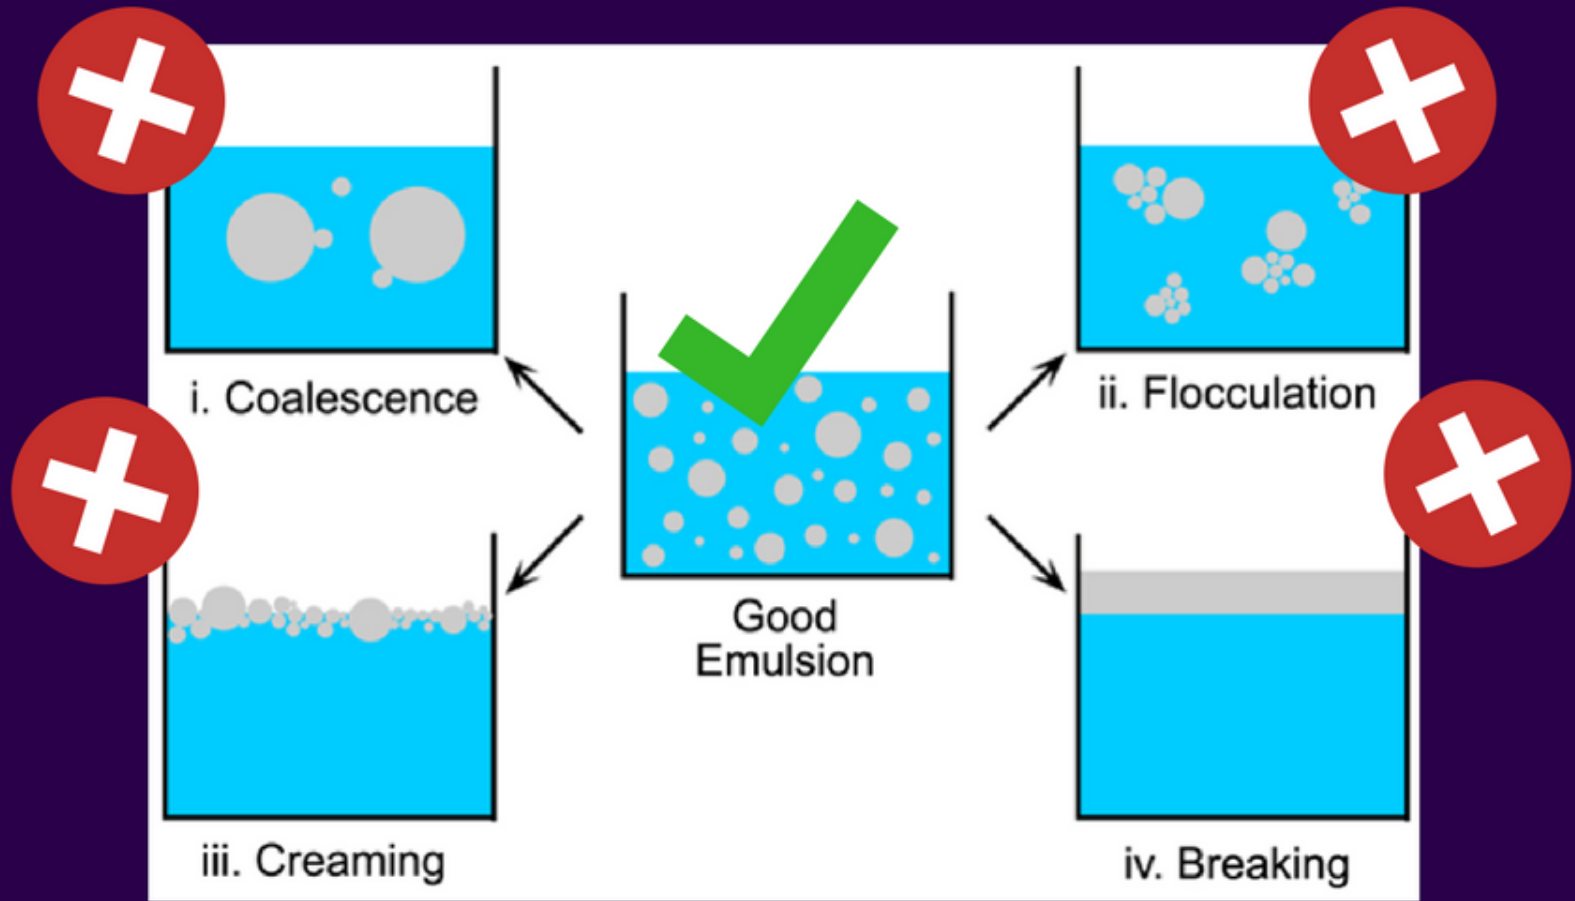 i. Coalescence
ii. Flocculation
Good
Emulsion
iii. Creaming
iv. Breaking